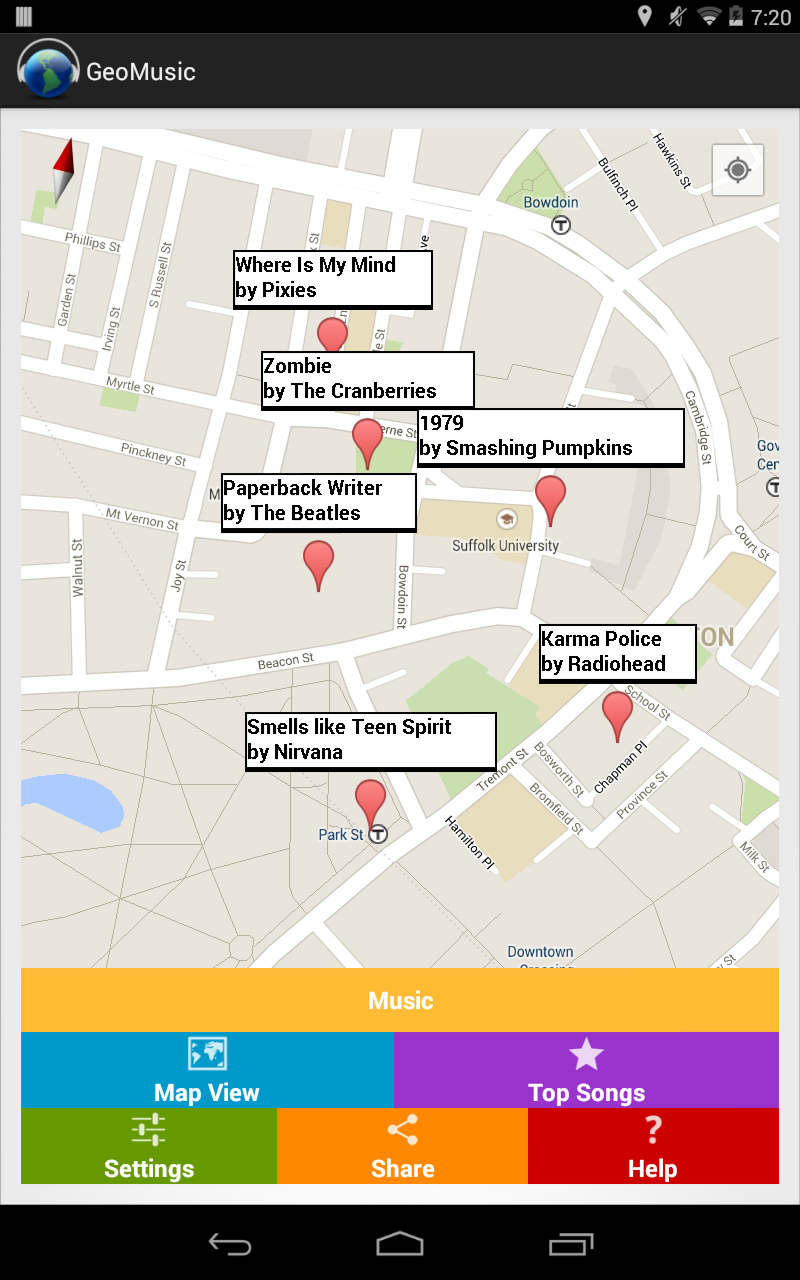 7:20
GeoMusic
Hawkins St
Bulfinch Pl
Bowdoin
T
Phillips St
S Russell St
Garden St
Irving St
Where Is My Mind
by Pixies
Zombie
by The Cranberries
Myrtle St
1979
by Smashing Pumpkins
Cambridge St
Pinckney St
Paperback Writer
by The Beatles
T
Mt Vernon St
Suffolk University
Court St
Walnut St
Joy St
Bowdoin St
Karma Police
by Radiohead
Beacon St
School St
Smells like Teen Spirit
by Nirvana
Tremont St
Bosworth St
Chapman Pl
Province St
Bromfield St
Park St T
Hamilton Pl
Milk St
Downtown
Music
Map View
Top Songs
Settings
Share
? 
Help